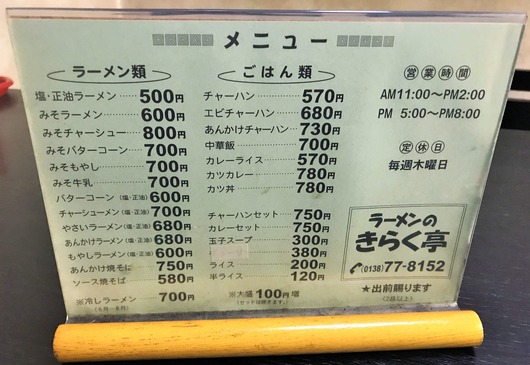 メニュー
ラーメン類
塩・正油ラーメン……500円
みそラーメン……600円
みそチャーシュー……800円
みそバターコーン……700円
みそもやし……700円
みそ牛乳……700円
バターコーン(塩・正油)……600円
チャーシューメン(塩・正油)……700円
やさいラーメン(塩・正油)……680円
あんかけラーメン(塩・正油)……680円
もやしラーメン(塩・正油)……600円
あんかけ焼そば……750円
ソース焼そば……580円
※冷しラーメン 700円
(6月〜8月)
ごはん類
チャーハン……570円
エビチャーハン……680円
あんかけチャーハン……730円
中華飯……700円
カレーライス……570円
カツカレー……780円
カツ丼……780円
チャーハンセット……750円
カレーセット……750円
玉子スープ……300円
380円
ライス……200円
半ライス……120円
※大盛100円増
(セットは除きます。)
営業時間
AM11:00〜PM2:00
PM 5:00〜PM8:00
定休日
毎週木曜日
ラーメンの
きらく亭
(0138)77-8152
★出前賜ります
(2品以上)